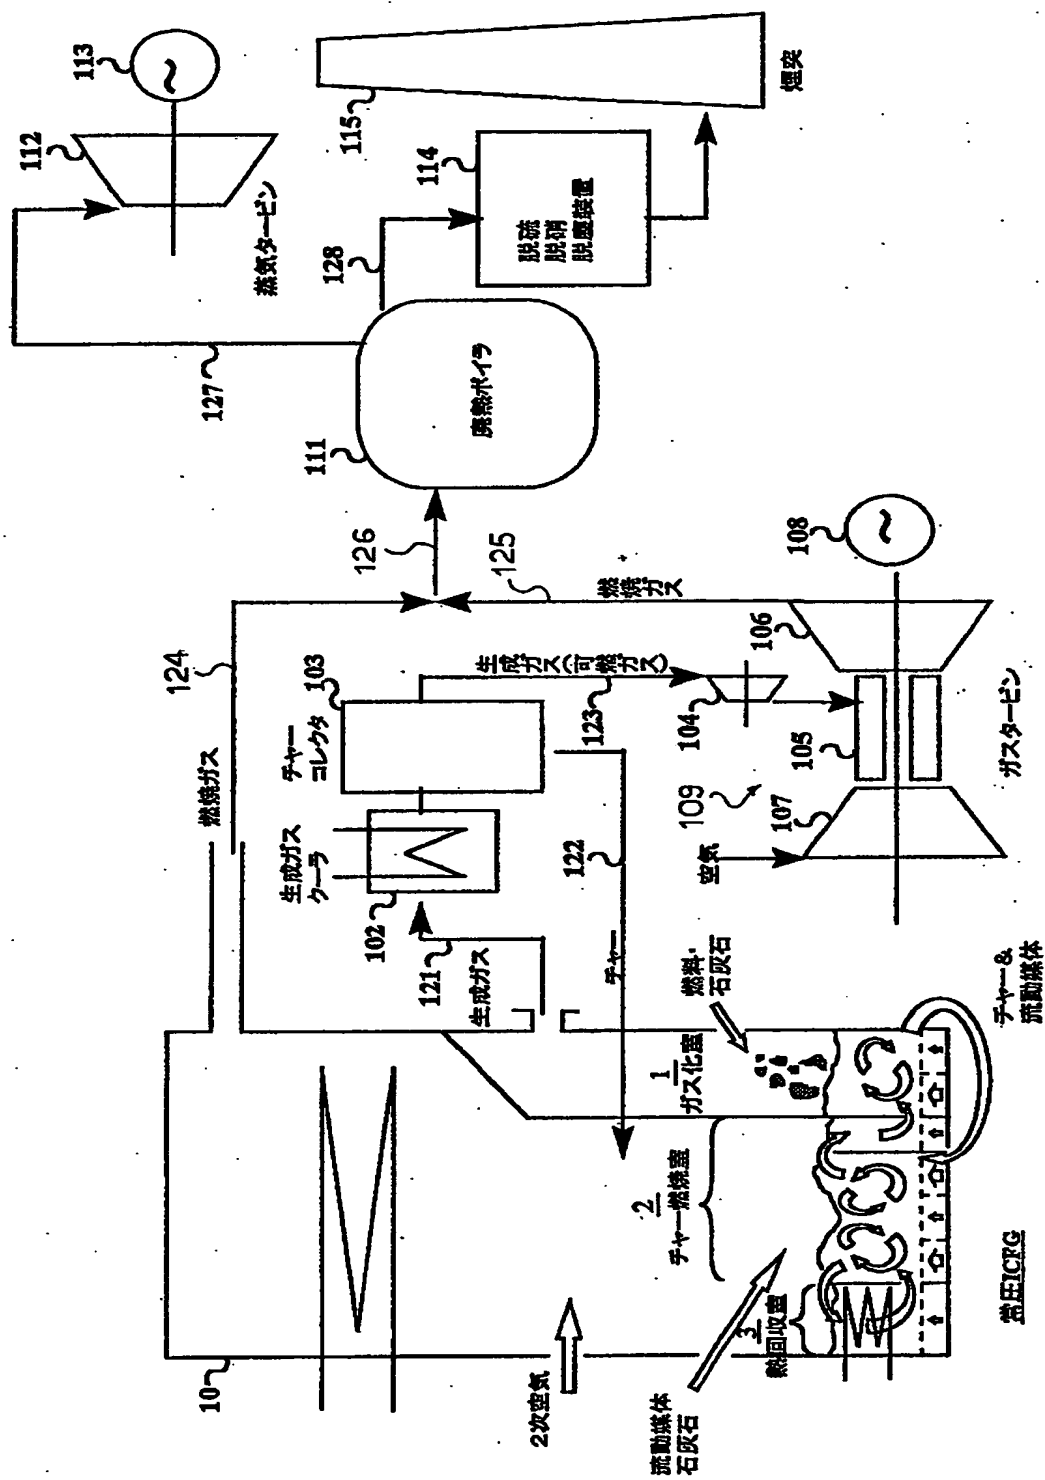 113
112
蒸気タービン
127
115
煙突
114
脱硫
脱硝
脱塵装置
128
111
廃熱ボイラ
126
125
燃焼ガス
124
燃焼ガス
103
チャー
コレクタ
生成ガス
クーラ
102
121
生成ガス
生成ガス(可燃ガス)
123
122
チャー
104
105
106
107
108
109
空気
ガスタービン
10
2次空気
流動媒体
石灰石
燃料・
石灰石
1
ガス化室
2
チャー燃焼室
3
熱回収室
チャー&
流動媒体
常圧ICFG